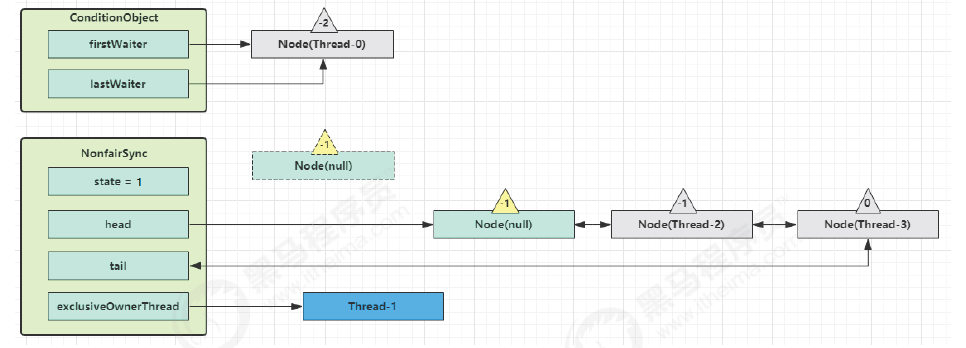 ConditionObject
firstWaiter
lastWaiter
-2
Node(Thread-0)
NonfairSync
state = 1
head
tail
exclusiveOwnerThread
-1
Node(null)
-1
Node(null)
-1
Node(Thread-2)
0
Node(Thread-3)
Thread-1
黑马程序员
www.itheima.com
黑马程序员
www.itheima.com